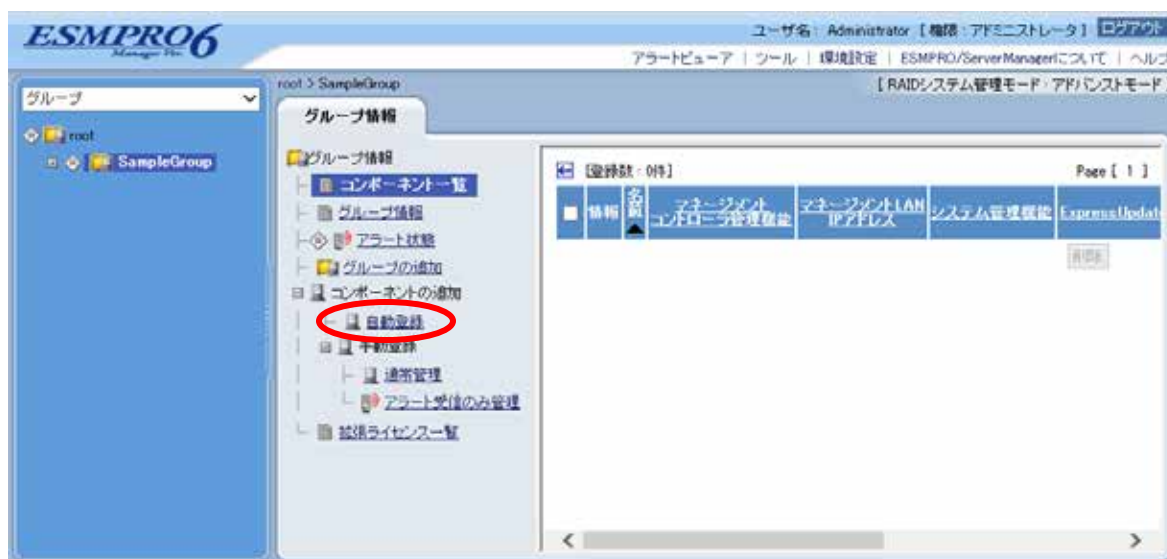 ESMPRO6
Manager Ver.
ユーザ名: Administrator [ 権限 : アドミニストレータ ] ログアウト
アラートビューア | ツール | 環境設定 | ESMPRO/ServerManagerについて | ヘルプ
グループ
root > SampleGroup
[ RAIDシステム管理モード : アドバンストモード
root
SampleGroup
グループ情報
グループ情報
コンポーネント一覧
グループ情報
アラート状態
グループの追加
コンポーネントの追加
自動登録
手動登録
通常管理
アラート受信のみ管理
拡張ライセンス一覧
[登録数 : 0件]
Page [ 1 ]
情報
名前
マネージメント
コントローラ管理機能
マネージメントLAN
IPアドレス
システム管理機能
ExpressUpdat
削除